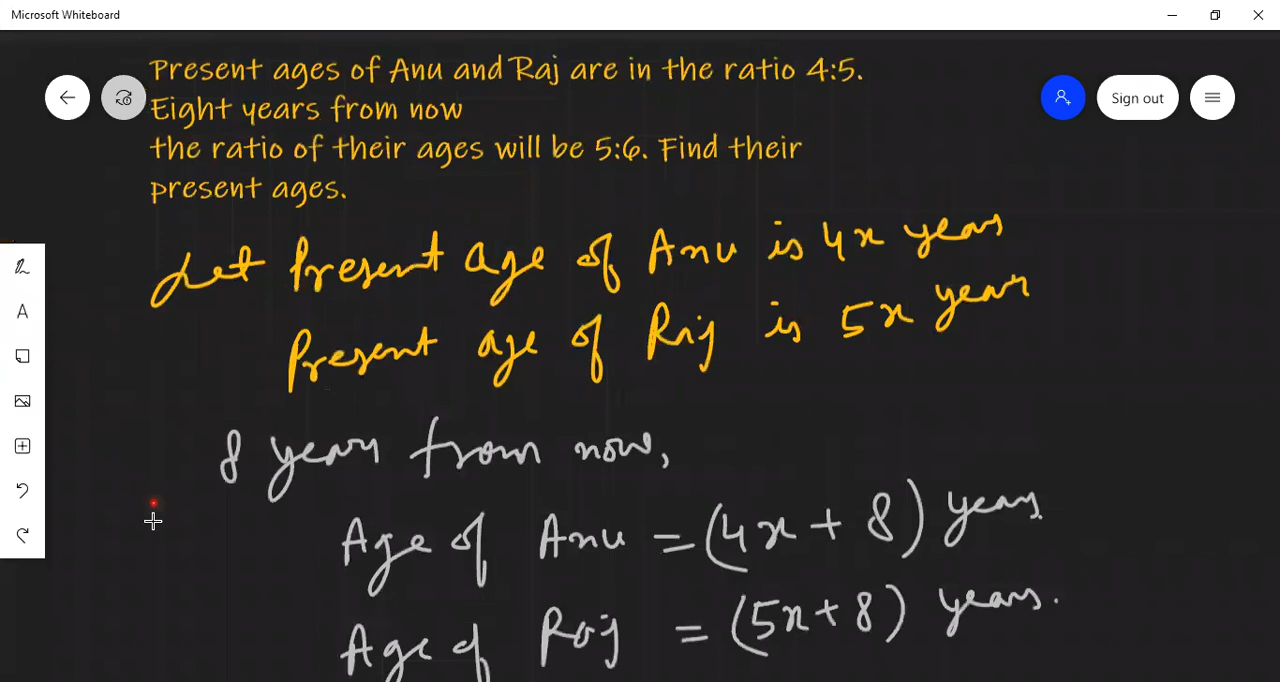 Microsoft Whiteboard
Present ages of Anu and Raj are in the ratio 4:5.
Eight years from now
the ratio of their ages will be 5:6. Find their
present ages.
Sign out
Let Present age of Anu is 4x years
Present age of Raj is 5x year
8 years from now,
Age of Anu = (4x + 8) years
Age of Raj = (5x+8) years.
A